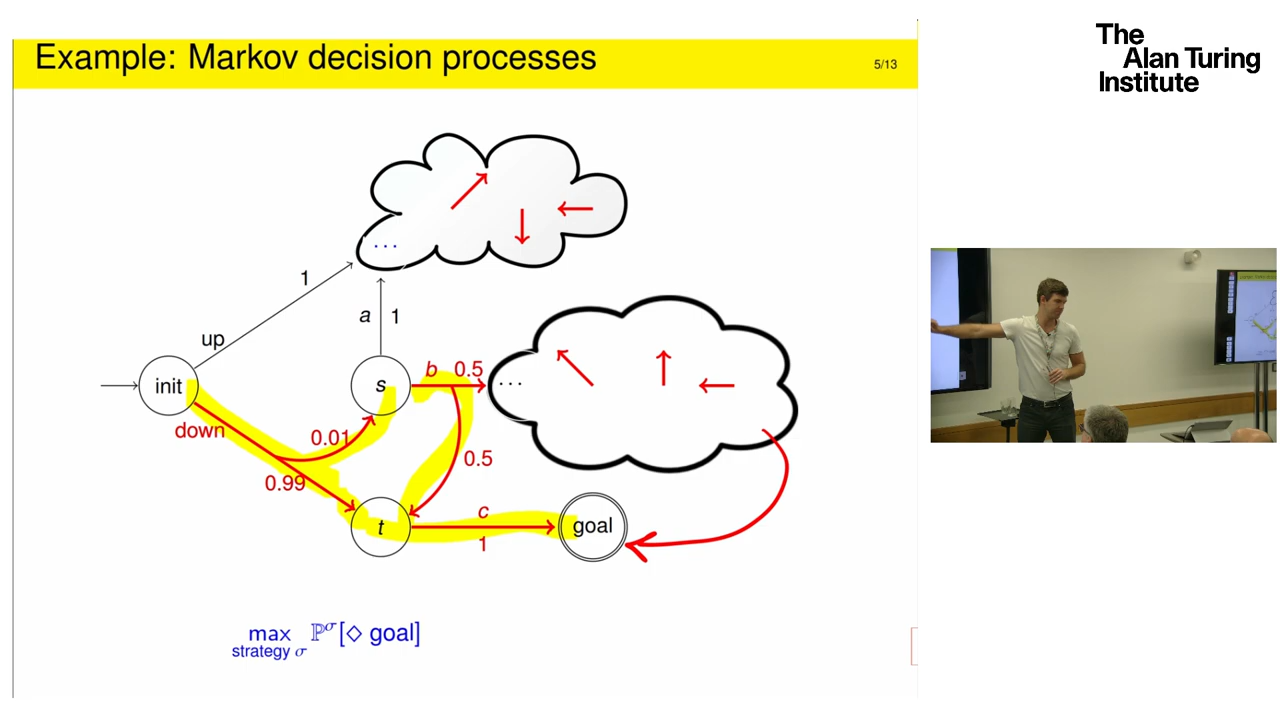 Example: Markov decision processes
5/13
The
Alan Turing
Institute
...
1
up
a 1
init
s
b 0.5
...
down
0.01
0.99
0.5
t
c
1
goal
max P^σ[◇ goal]
strategy σ